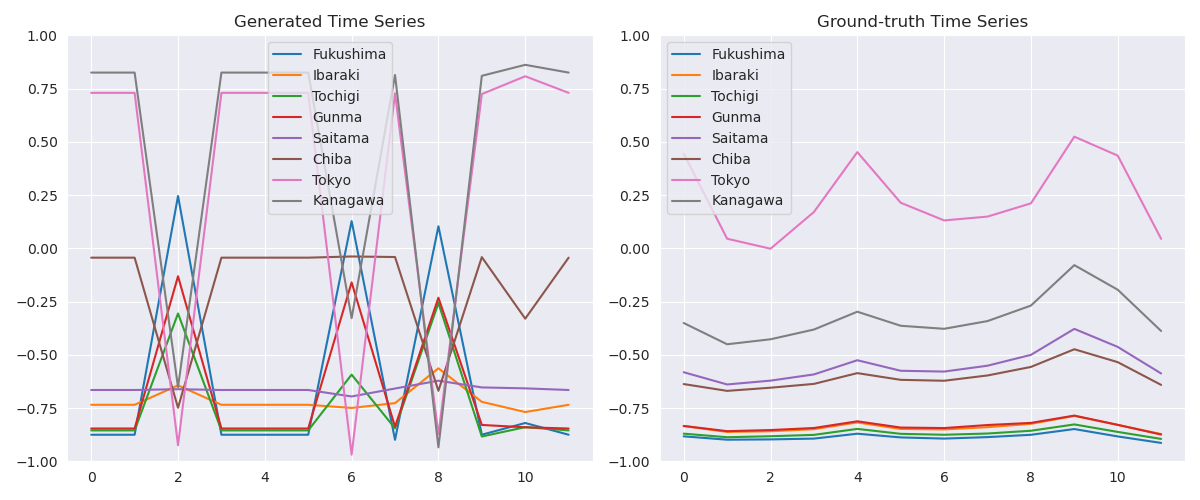 Generated Time Series
1.00
0.75
0.50
0.25
0.00
−0.25
−0.50
−0.75
−1.00
0
2
4
6
8
10
Fukushima
Ibaraki
Tochigi
Gunma
Saitama
Chiba
Tokyo
Kanagawa
Ground-truth Time Series
1.00
0.75
0.50
0.25
0.00
−0.25
−0.50
−0.75
−1.00
0
2
4
6
8
10
Fukushima
Ibaraki
Tochigi
Gunma
Saitama
Chiba
Tokyo
Kanagawa